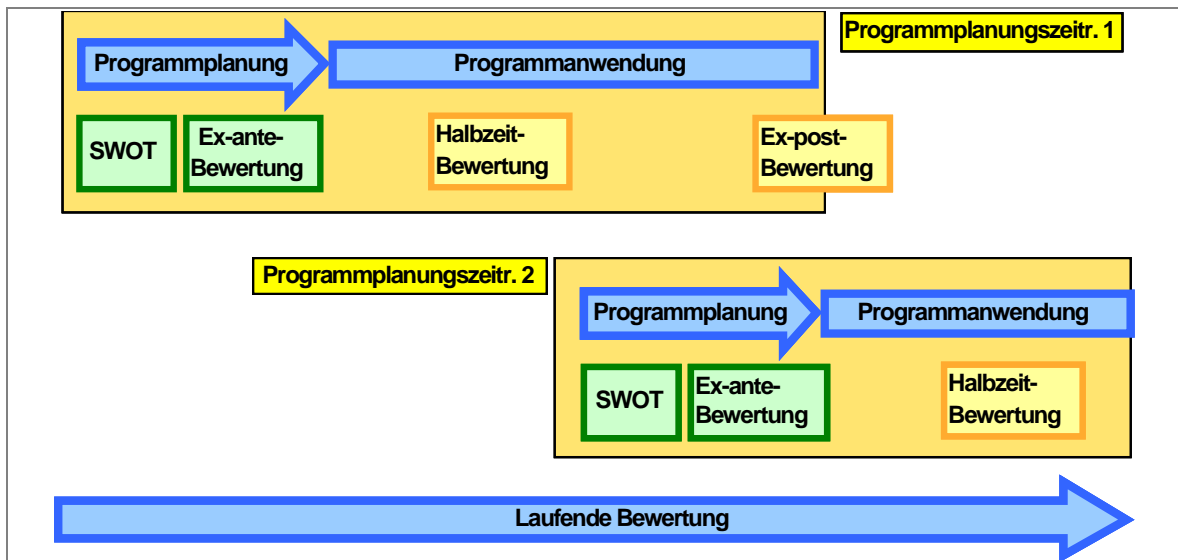 Programmplanungszeitr. 1
Programmplanung
Programmanwendung
SWOT
Ex-ante-
Bewertung
Halbzeit-
Bewertung
Ex-post-
Bewertung
Programmplanungszeitr. 2
Programmplanung
Programmanwendung
SWOT
Ex-ante-
Bewertung
Halbzeit-
Bewertung
Laufende Bewertung